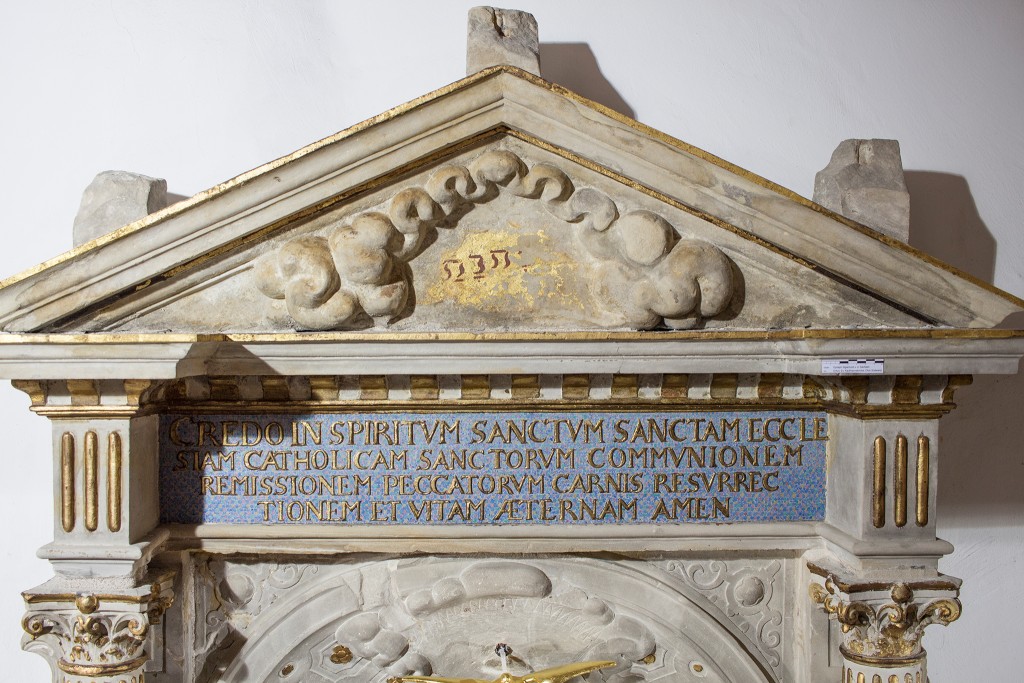 CREDO IN SPIRITVM SANCTVM SANCTAM ECCLE
SIAM CATHOLICAM SANCTORVM COMMVNIONEM
REMISSIONEM PECCATORVM CARNIS RESVRREC
TIONEM ET VITAM ÆTERNAM AMEN